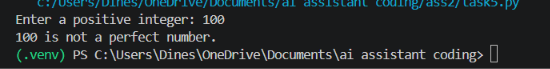 c:/Users/Dines/OneDrive/Documents/ai assistant coding/ass2/task5.py
Enter a positive integer: 100
100 is not a perfect number.
(.venv) PS C:\Users\Dines\OneDrive\Documents\ai assistant coding>